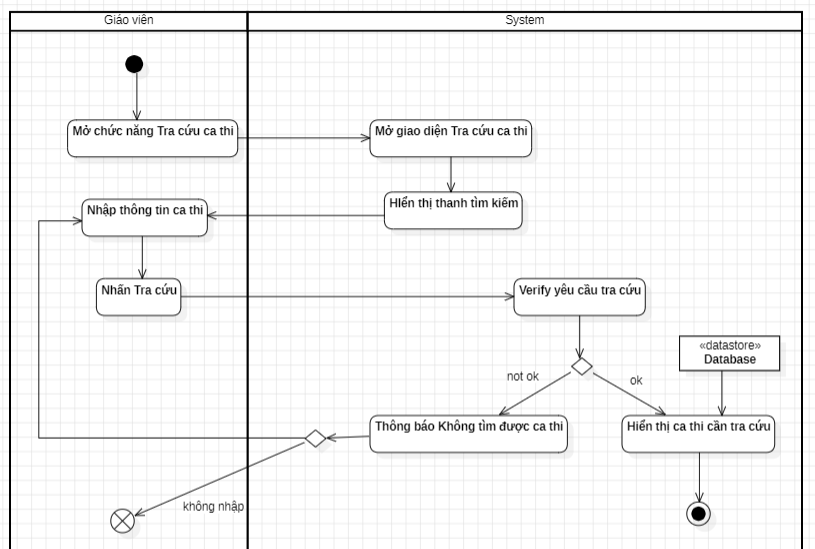 Giáo viên
System
Mở chức năng Tra cứu ca thi
Mở giao diện Tra cứu ca thi
HIển thị thanh tìm kiếm
Nhập thông tin ca thi
Nhấn Tra cứu
Verify yêu cầu tra cứu
«datastore»
Database
not ok
ok
Thông báo Không tìm được ca thi
Hiển thị ca thi cần tra cứu
không nhập